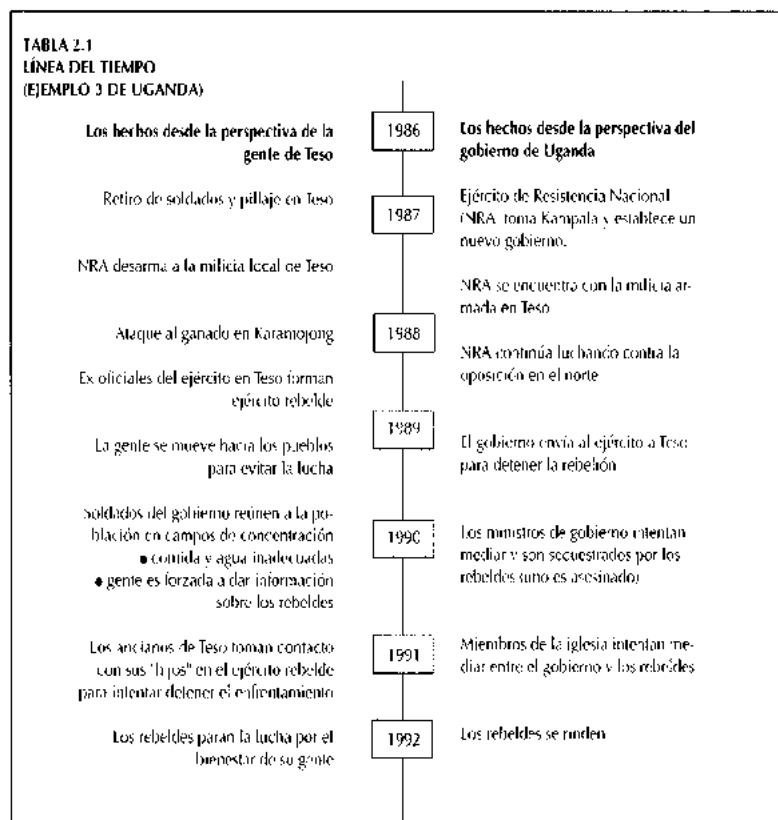 TABLA 2.1
LÍNEA DEL TIEMPO
(EJEMPLO 3 DE UGANDA)
Los hechos desde la perspectiva de la
gente de Teso
1986
Los hechos desde la perspectiva del
gobierno de Uganda
Retiro de soldados y pillaje en Teso
1987
Ejército de Resistencia Nacional
(NRA) toma Kampala y establece un
nuevo gobierno.
NRA desarma a la milicia local de Teso
NRA se encuentra con la milicia ar-
mada en Teso
Ataque al ganado en Karamojong
1988
NRA continúa luchando contra la
oposición en el norte
Ex oficiales del ejército en Teso forman
ejército rebelde
1989
La gente se mueve hacia los pueblos
para evitar la lucha
El gobierno envía al ejército a Teso
para detener la rebelión
Soldados del gobierno reúnen a la po-
blación en campos de concentración
● comida y agua inadecuadas
● gente es forzada a dar información
sobre los rebeldes
1990
Los ministros de gobierno intentan
mediar y son secuestrados por los
rebeldes (uno es asesinado)
Los ancianos de Teso toman contacto
con sus "hijos" en el ejército rebelde
para intentar detener el enfrentamiento
1991
Miembros de la iglesia intentan me-
diar entre el gobierno y los rebeldes
Los rebeldes paran la lucha por el
bienestar de su gente
1992
Los rebeldes se rinden